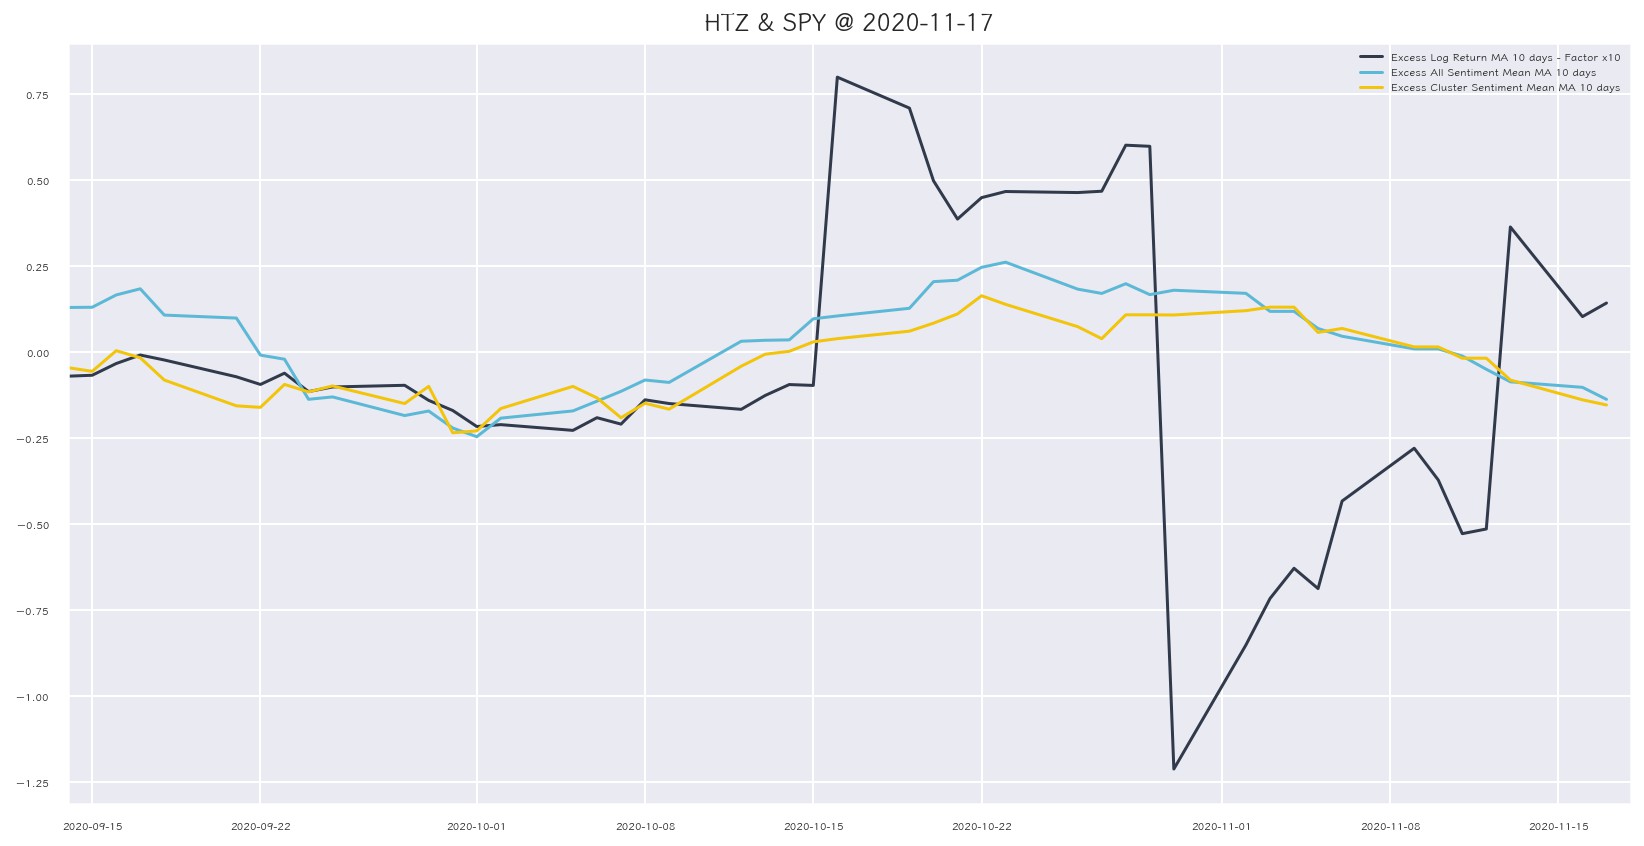 HTZ & SPY @ 2020-11-17
Excess Log Return MA 10 days - Factor x10
Excess All Sentiment Mean MA 10 days
Excess Cluster Sentiment Mean MA 10 days
0.75
0.50
0.25
0.00
−0.25
−0.50
−0.75
−1.00
−1.25
2020-09-15 2020-09-22 2020-10-01 2020-10-08 2020-10-15 2020-10-22 2020-11-01 2020-11-08 2020-11-15